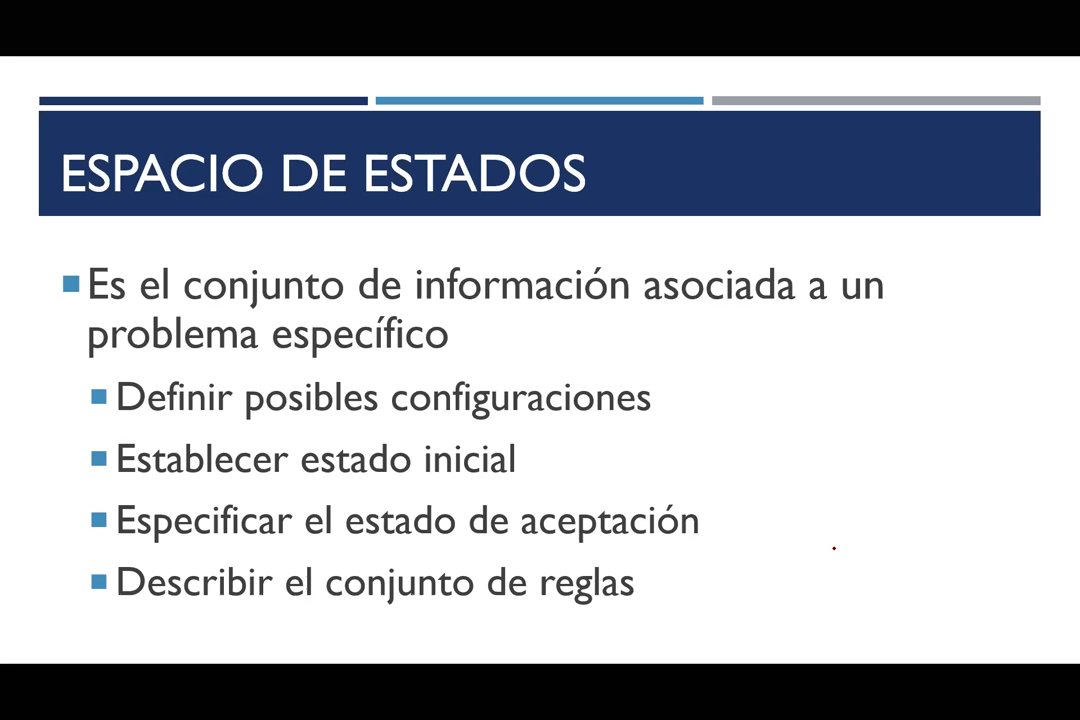 ESPACIO DE ESTADOS
Es el conjunto de información asociada a un
problema específico
Definir posibles configuraciones
Establecer estado inicial
Especificar el estado de aceptación
Describir el conjunto de reglas